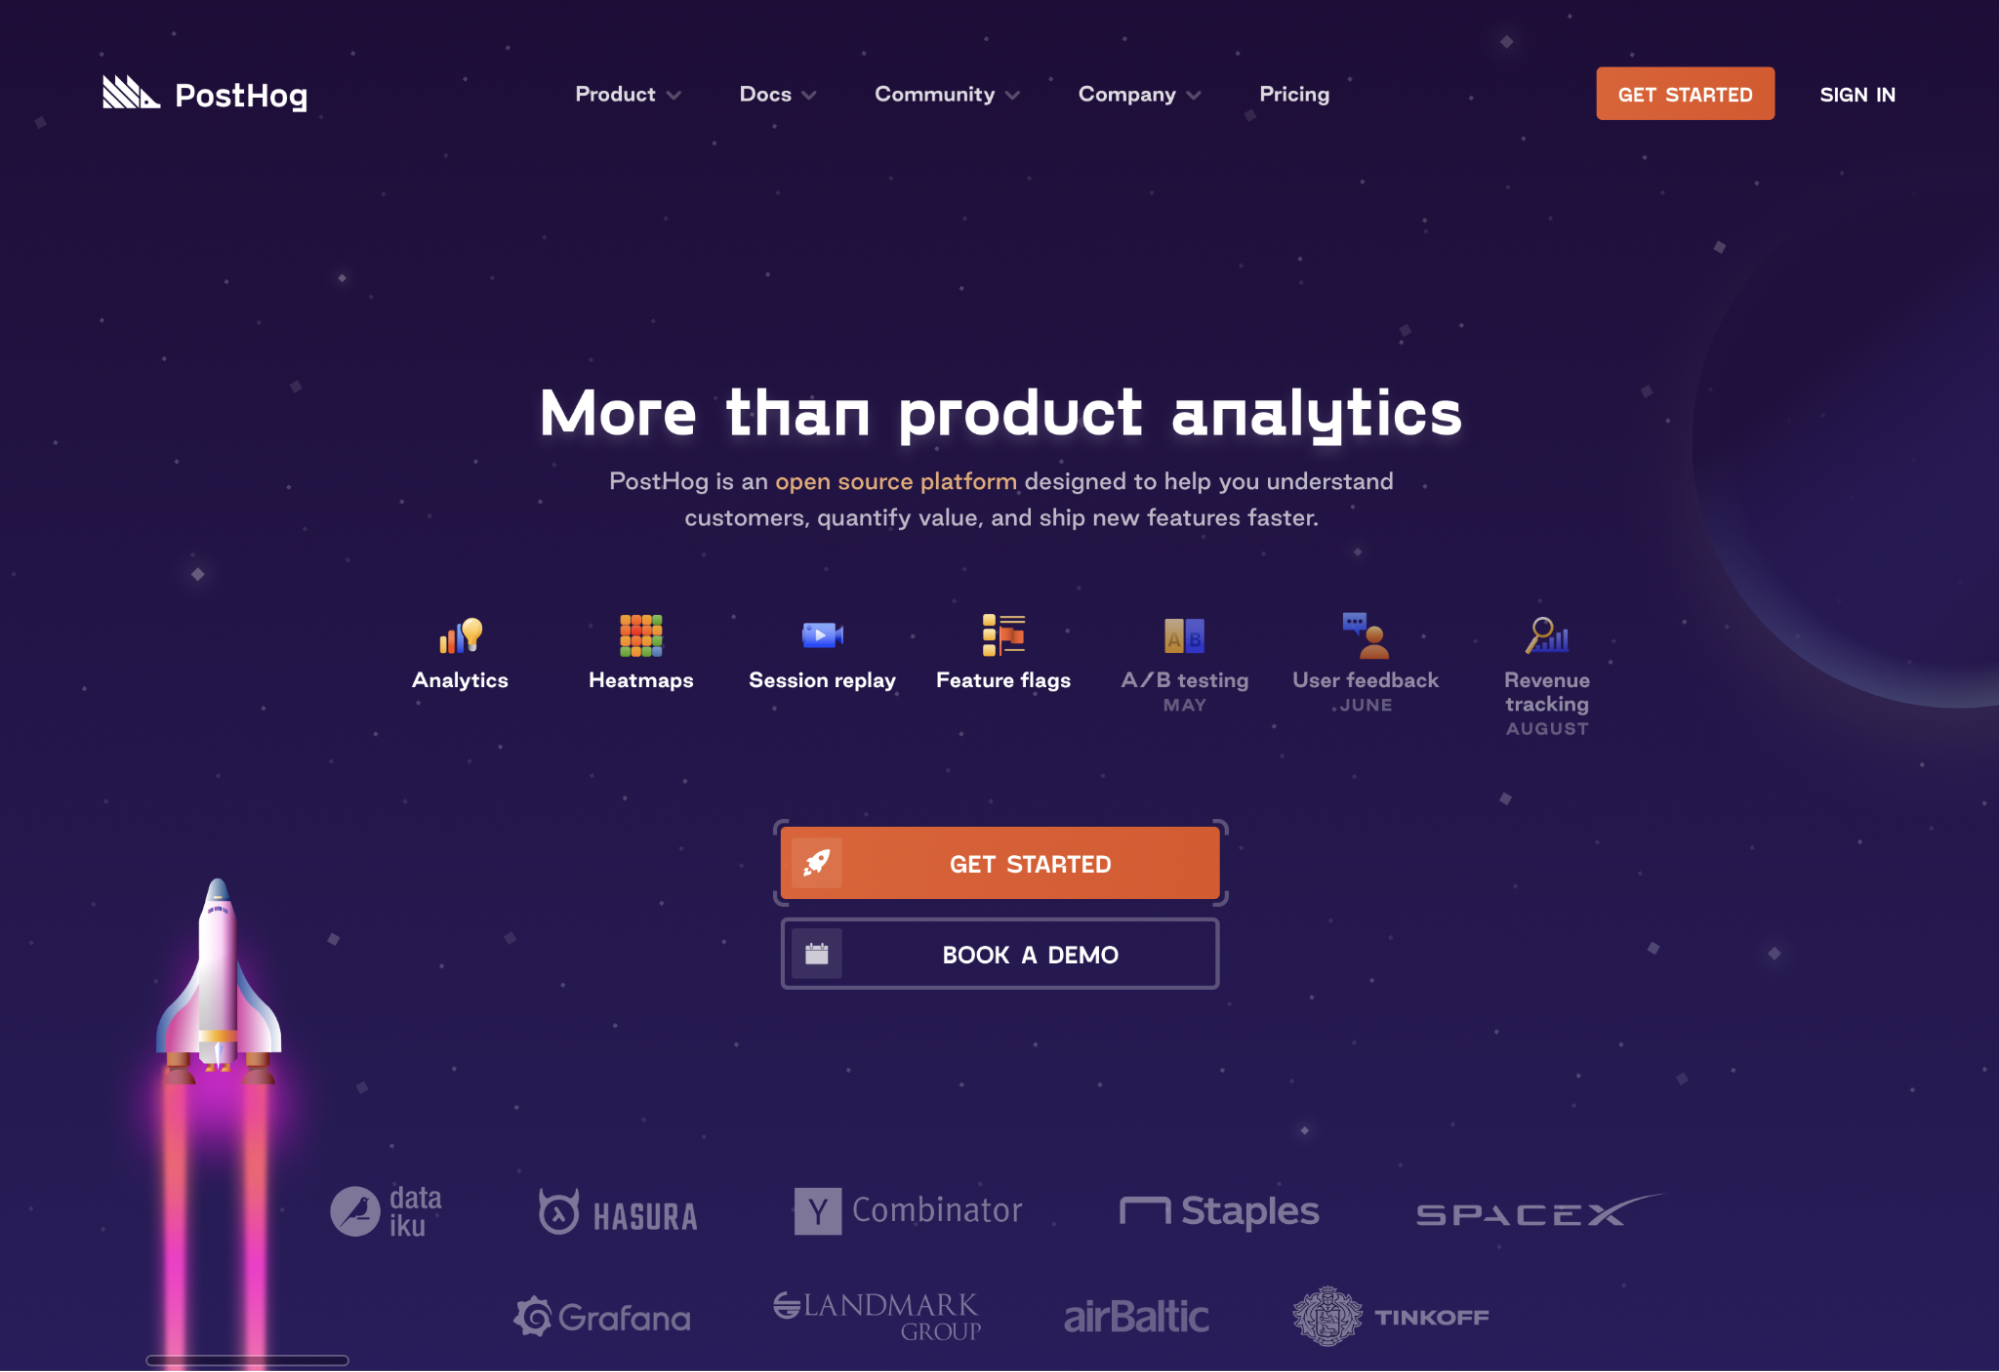 PostHog
Product
Docs
Community
Company
Pricing
GET STARTED
SIGN IN
More than product analytics
PostHog is an open source platform designed to help you understand
customers, quantify value, and ship new features faster.
Analytics
Heatmaps
Session replay
Feature flags
A B
A/B testing
MAY
User feedback
JUNE
Revenue
tracking
AUGUST
GET STARTED
BOOK A DEMO
data
iku
HASURA
Y Combinator
Staples
SPACEX
Grafana
LANDMARK
GROUP
airBaltic
TINKOFF